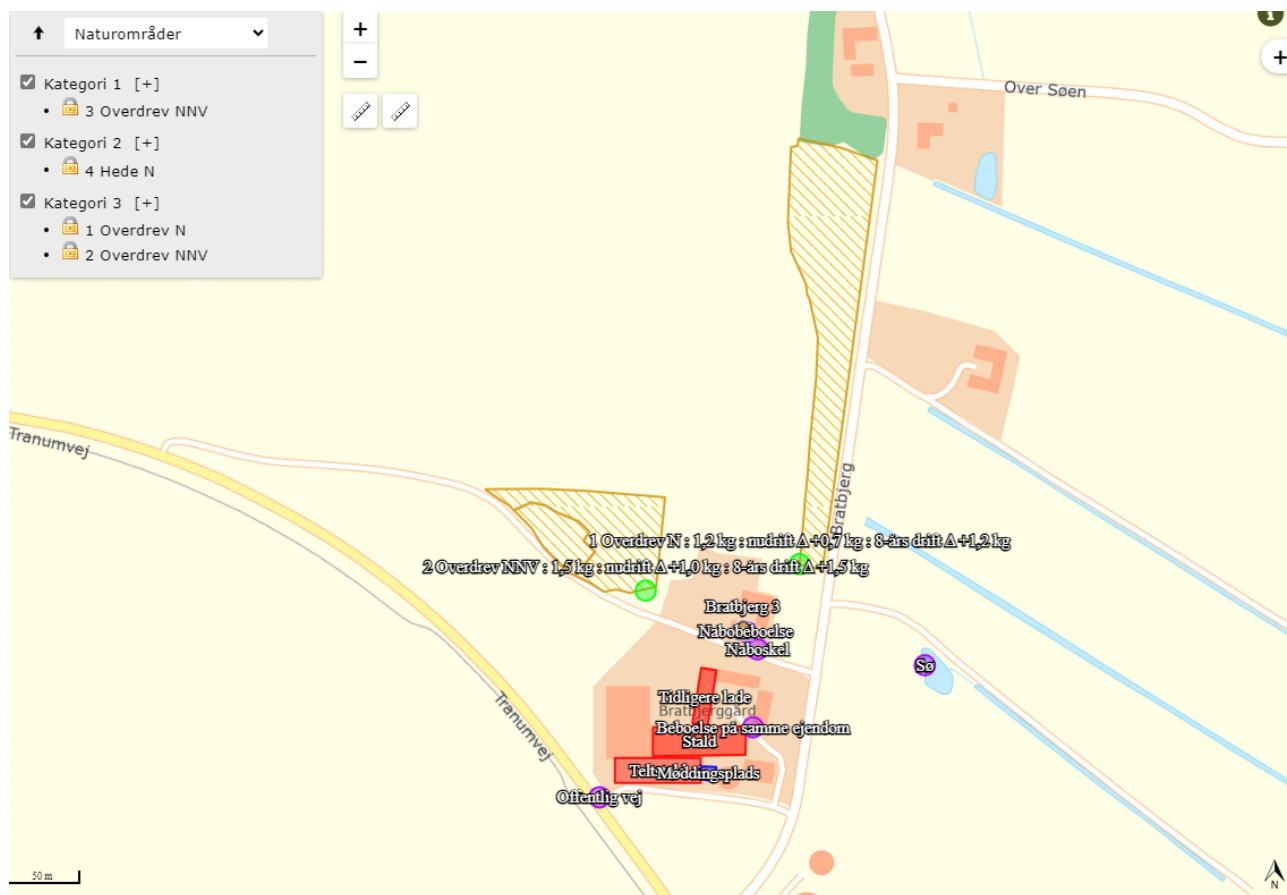 Naturområder
Kategori 1 [+]
3 Overdrev NNV
Kategori 2 [+]
4 Hede N
Kategori 3 [+]
1 Overdrev N
2 Overdrev NNV
+
−
i
+
Over Søen
Tranumvej
Bratbjerg
1 Overdrev N : 1,2 kg : nudrift Δ+0,7 kg : 8-års drift Δ+1,2 kg
2 Overdrev NNV : 1,5 kg : nudrift Δ+1,0 kg : 8-års drift Δ+1,5 kg
Bratbjerg 3
Nabobeboelse
Naboskel
Sø
Tidligere lade
Bratbjerggård
Tranumvej
Beboelse på samme ejendom
Stald
Møddingsplads
Offentlig vej
50 m
N